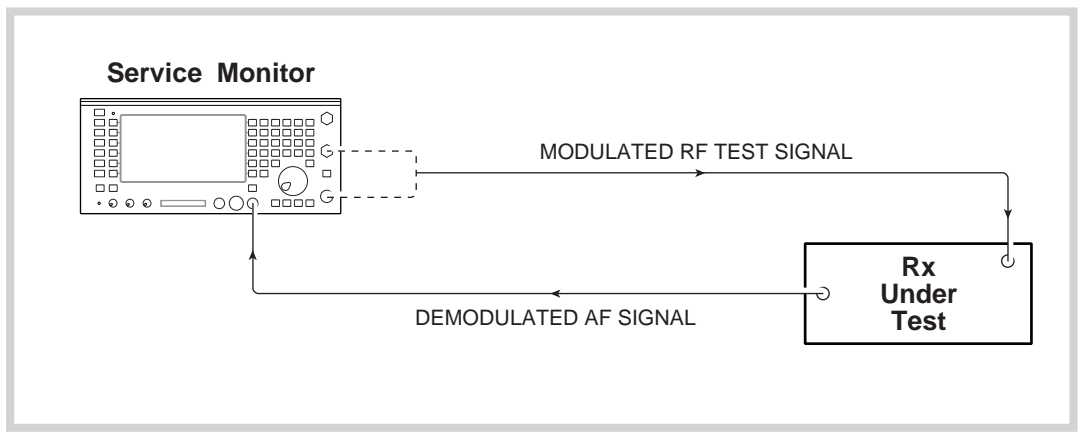 Service Monitor
MODULATED RF TEST SIGNAL
Rx
Under
Test
DEMODULATED AF SIGNAL